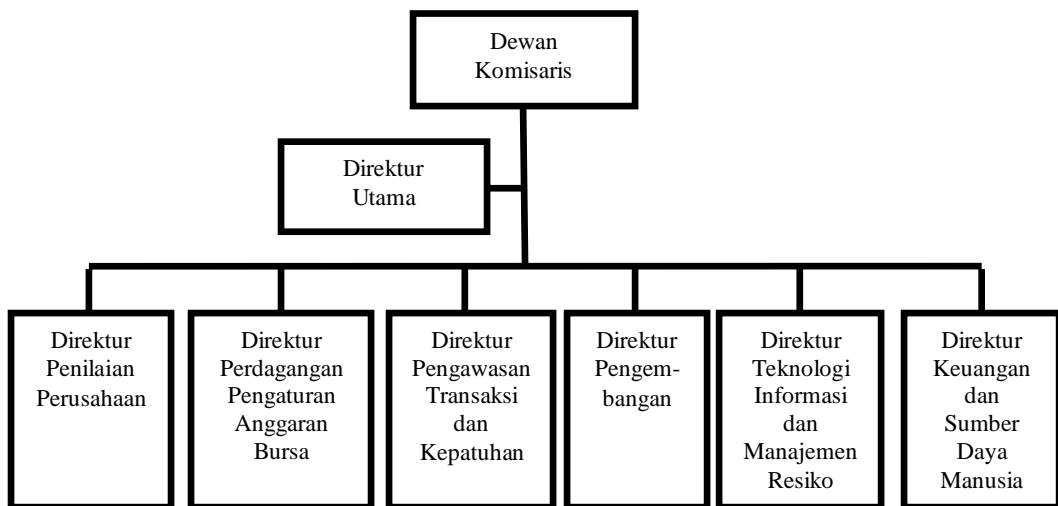 Dewan
Komisaris
Direktur
Utama
Direktur
Penilaian
Perusahaan
Direktur
Perdagangan
Pengaturan
Anggaran
Bursa
Direktur
Pengawasan
Transaksi
dan
Kepatuhan
Direktur
Pengem-
bangan
Direktur
Teknologi
Informasi
dan
Manajemen
Resiko
Direktur
Keuangan
dan
Sumber
Daya
Manusia